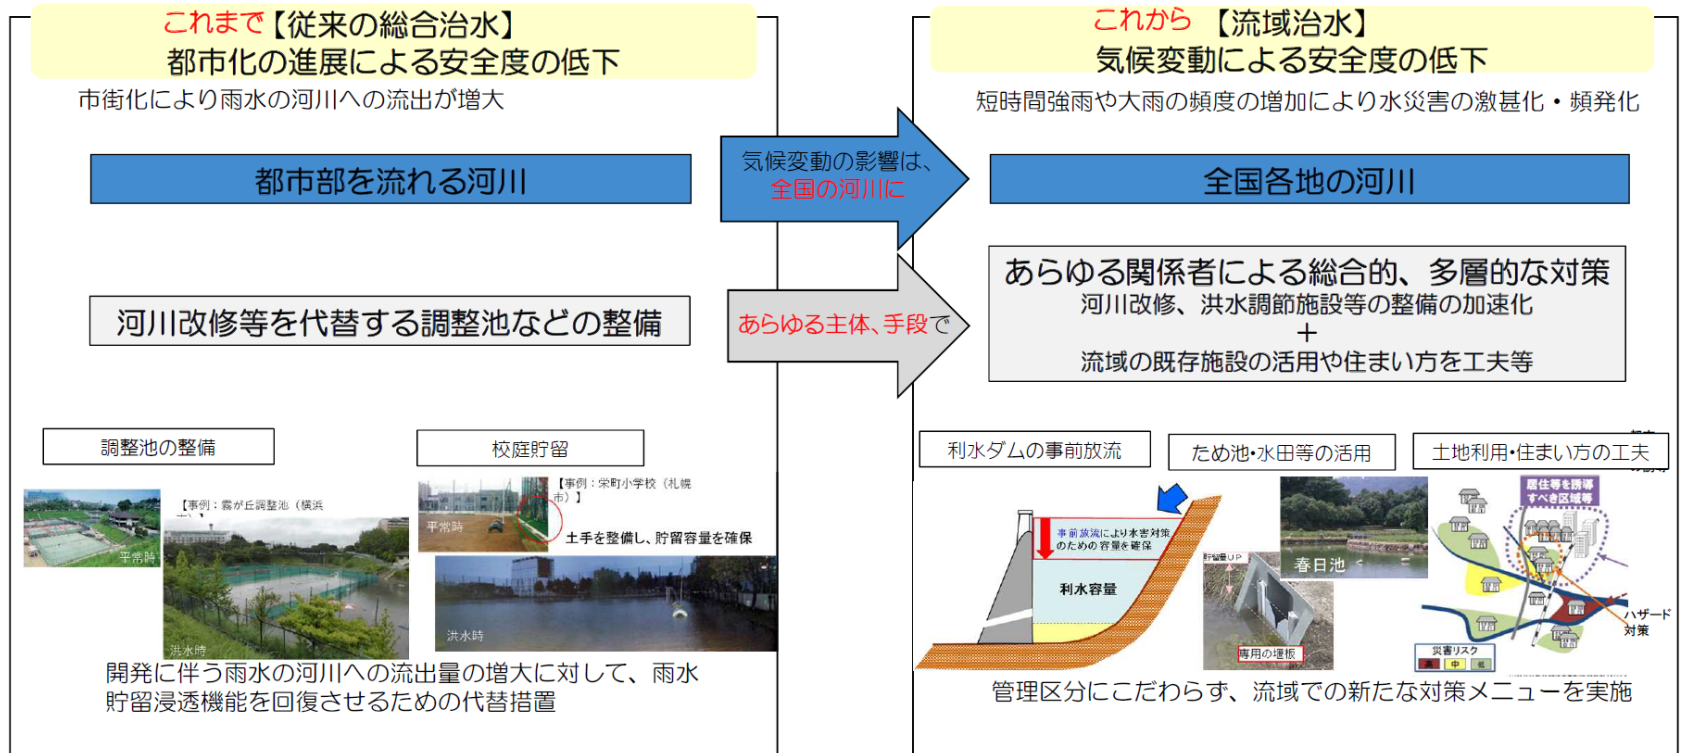 これまで【従来の総合治水】
都市化の進展による安全度の低下
市街化により雨水の河川への流出が増大
都市部を流れる河川
河川改修等を代替する調整池などの整備
調整池の整備
校庭貯留
【事例：霧が丘調整池（横浜
平常時
洪水時
【事例：栄町小学校（札幌
市）】
平常時
土手を整備し、貯留容量を確保
洪水時
開発に伴う雨水の河川への流出量の増大に対して、雨水
貯留浸透機能を回復させるための代替措置
気候変動の影響は、
全国の河川に
あらゆる主体、手段で
これから【流域治水】
気候変動による安全度の低下
短時間強雨や大雨の頻度の増加により水災害の激甚化・頻発化
全国各地の河川
あらゆる関係者による総合的、多層的な対策
河川改修、洪水調節施設等の整備の加速化
＋
流域の既存施設の活用や住まい方を工夫等
利水ダムの事前放流
ため池・水田等の活用
土地利用・住まい方の工夫
事前放流により水害対策
のための容量を確保
利水容量
貯留量UP
春日池
専用の堰板
居住等を誘導
すべき区域等
ハザード
対策
災害リスク
高 中 低
管理区分にこだわらず、流域での新たな対策メニューを実施